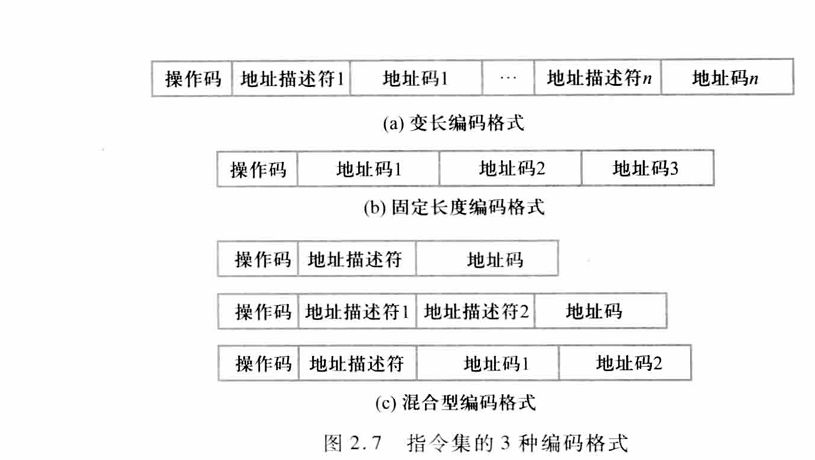 操作码 地址描述符1 地址码1 … 地址描述符n 地址码n
(a) 变长编码格式
操作码 地址码1 地址码2 地址码3
(b) 固定长度编码格式
操作码 地址描述符 地址码
操作码 地址描述符1 地址描述符2 地址码
操作码 地址描述符 地址码1 地址码2
(c) 混合型编码格式
图 2.7 指令集的 3 种编码格式